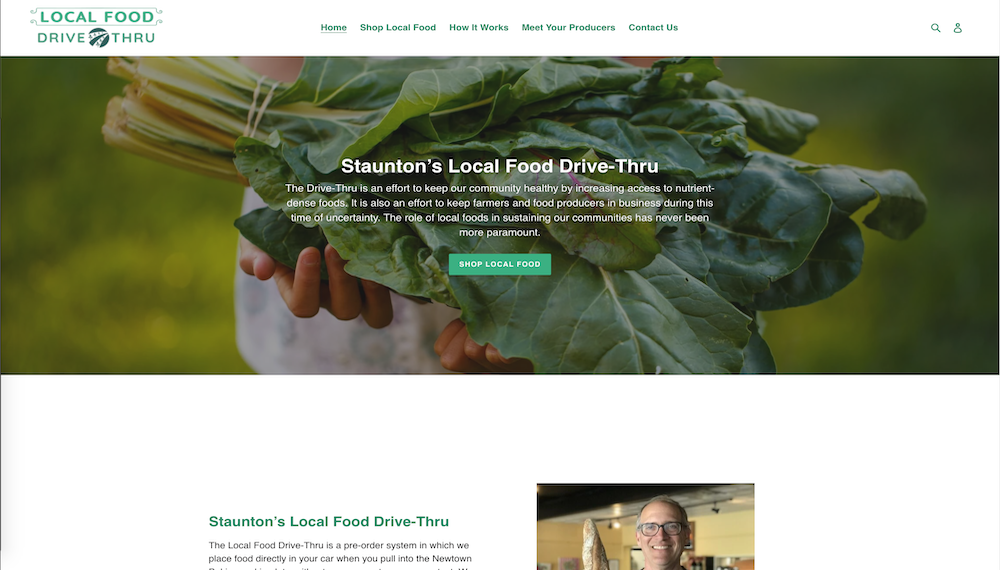 LOCAL FOOD
DRIVE THRU
Home Shop Local Food How It Works Meet Your Producers Contact Us
Staunton’s Local Food Drive-Thru
The Drive-Thru is an effort to keep our community healthy by increasing access to nutrient-
dense foods. It is also an effort to keep farmers and food producers in business during this
time of uncertainty. The role of local foods in sustaining our communities has never been
more paramount.
SHOP LOCAL FOOD
Staunton’s Local Food Drive-Thru
The Local Food Drive-Thru is a pre-order system in which we
place food directly in your car when you pull into the Newtown